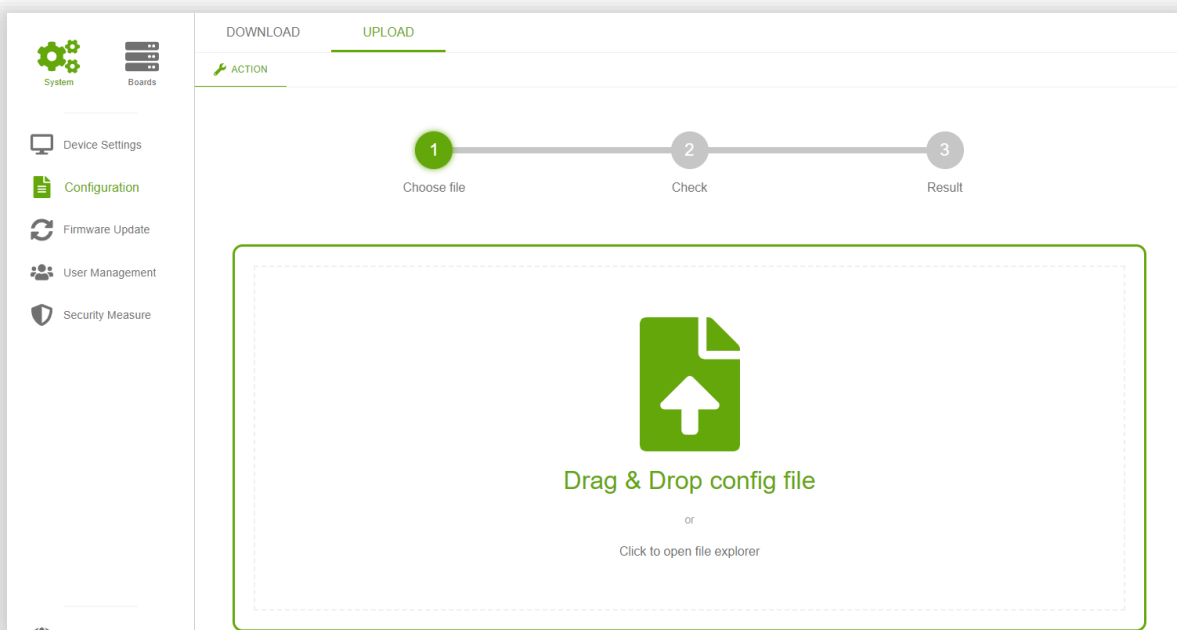 System
Boards
Device Settings
Configuration
Firmware Update
User Management
Security Measure
DOWNLOAD
UPLOAD
ACTION
1
2
3
Choose file
Check
Result
Drag & Drop config file
or
Click to open file explorer